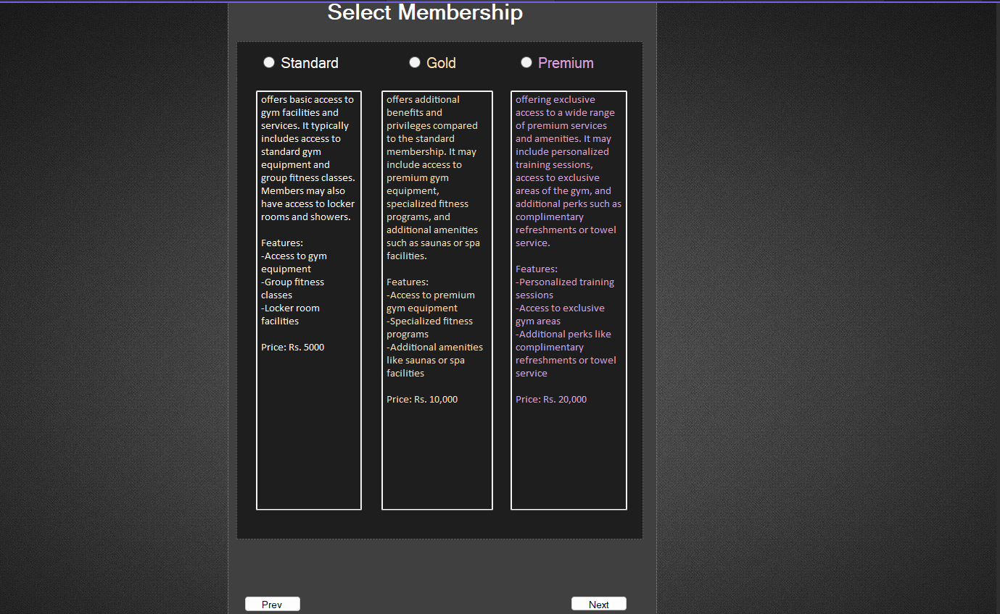 Select Membership
Standard
Gold
Premium
offers basic access to
gym facilities and
services. It typically
includes access to
standard gym
equipment and
group fitness classes.
Members may also
have access to locker
rooms and showers.
Features:
-Access to gym
equipment
-Group fitness
classes
-Locker room
facilities
Price: Rs. 5000
offers additional
benefits and
privileges compared
to the standard
membership. It may
include access to
premium gym
equipment,
specialized fitness
programs, and
additional amenities
such as saunas or spa
facilities.
Features:
-Access to premium
gym equipment
-Specialized fitness
programs
-Additional amenities
like saunas or spa
facilities
Price: Rs. 10,000
offering exclusive
access to a wide range
of premium services
and amenities. It may
include personalized
training sessions,
access to exclusive
areas of the gym, and
additional perks such as
complimentary
refreshments or towel
service.
Features:
-Personalized training
sessions
-Access to exclusive
gym areas
-Additional perks like
complimentary
refreshments or towel
service
Price: Rs. 20,000
Prev
Next